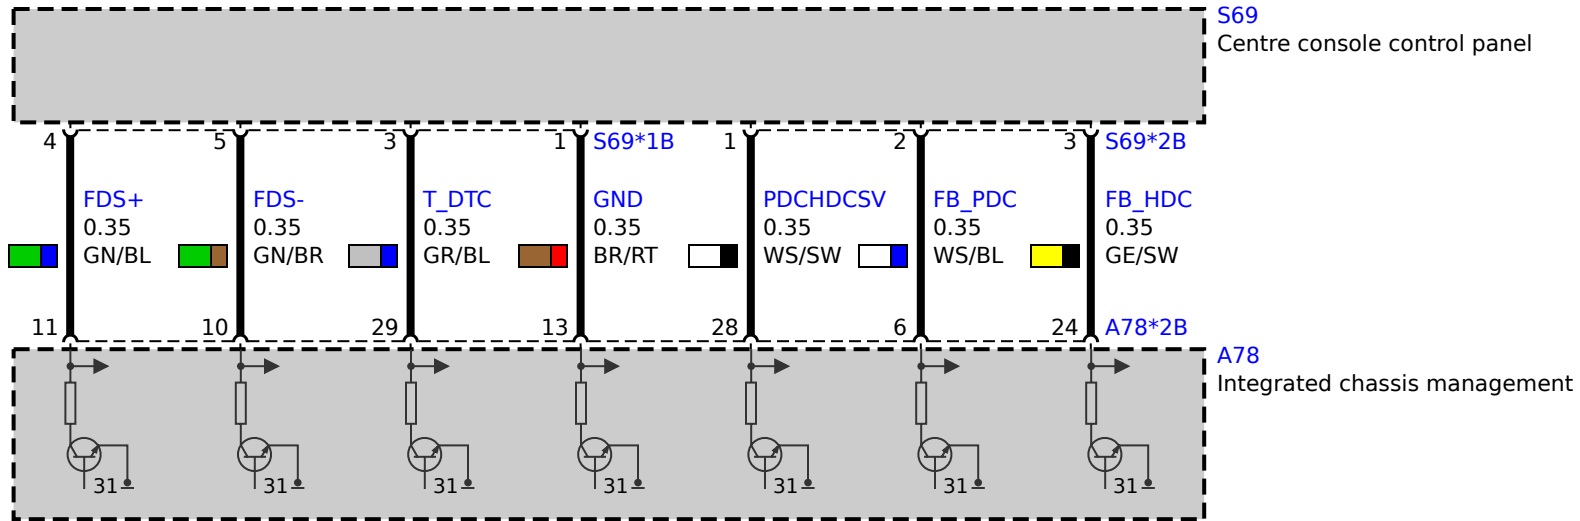 S69
Centre console control panel
4 5 3 1 S69*1B 1 2 3 S69*2B
FDS+ FDS- T_DTC GND PDCHDCSV FB_PDC FB_HDC
0.35 0.35 0.35 0.35 0.35 0.35 0.35
GN/BL GN/BR GR/BL BR/RT WS/SW WS/BL GE/SW
11 10 29 13 28 6 24 A78*2B
A78
Integrated chassis management
31 31 31 31 31 31 31